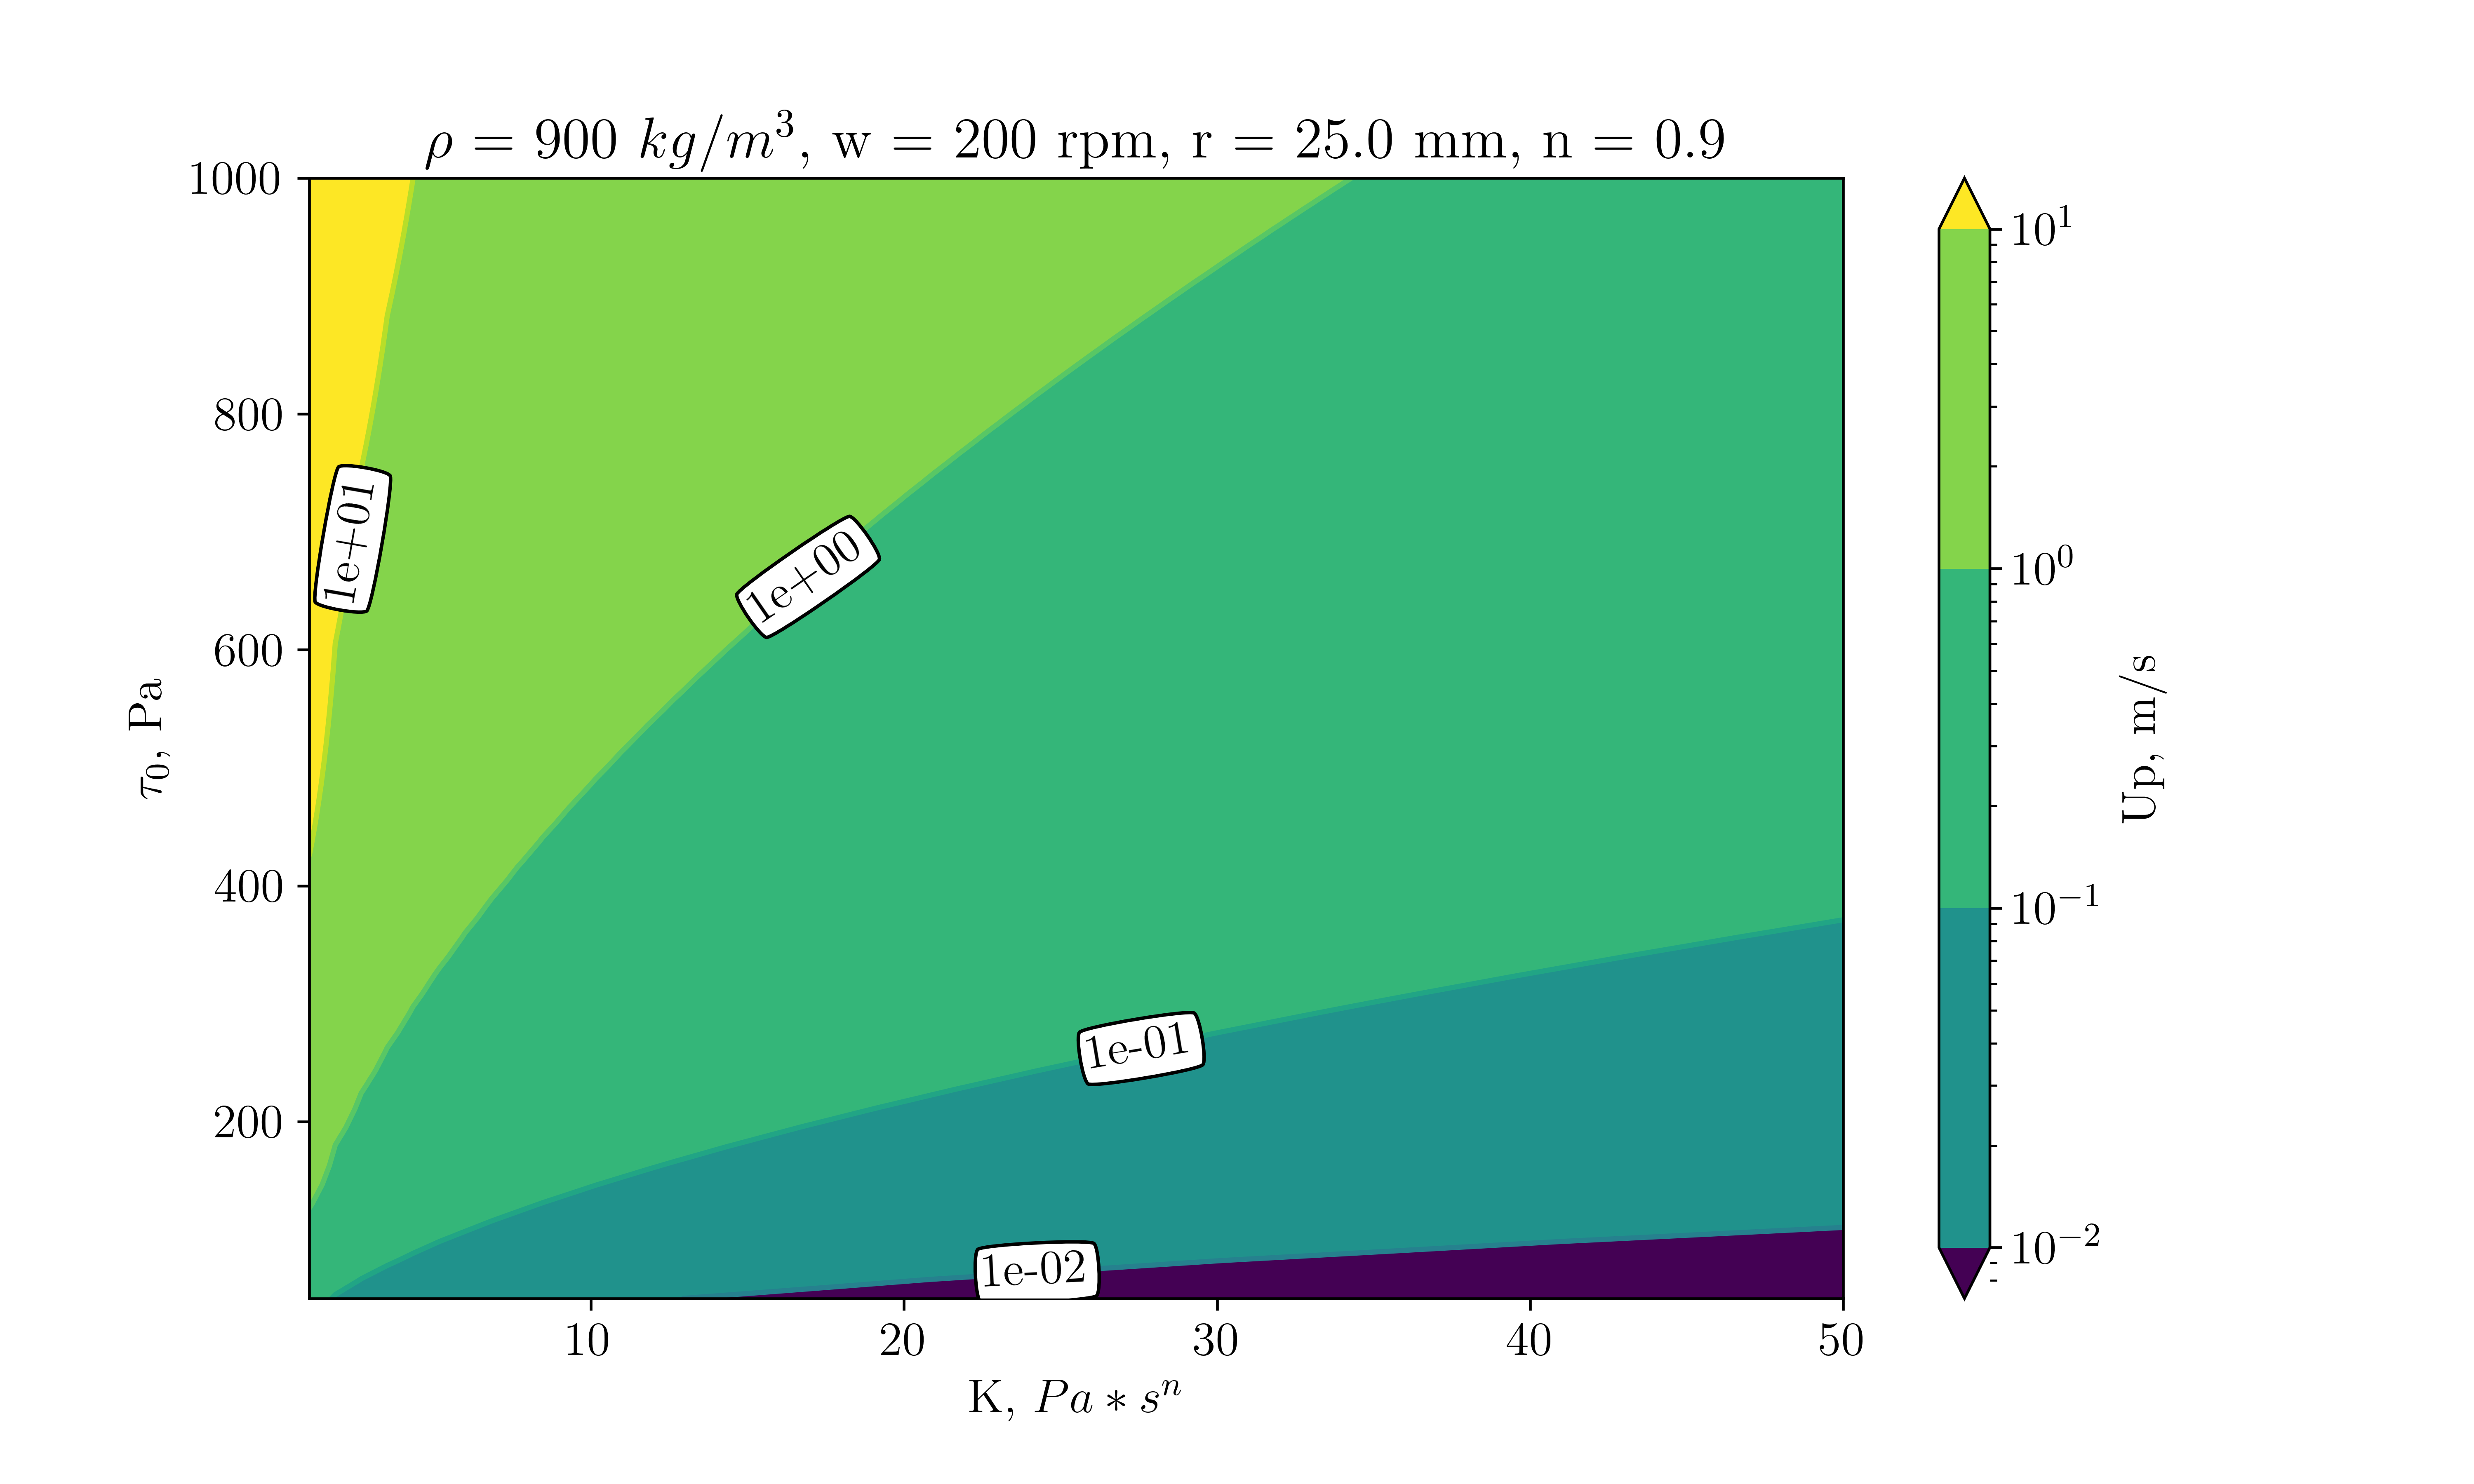 ρ = 900 kg/m³, w = 200 rpm, r = 25.0 mm, n = 0.9
1000
800
600
400
200
τ₀, Pa
1e+01
1e+00
1e-01
1e-02
10
20
30
40
50
K, Pa * sⁿ
10¹
10⁰
10⁻¹
10⁻²
Up, m/s